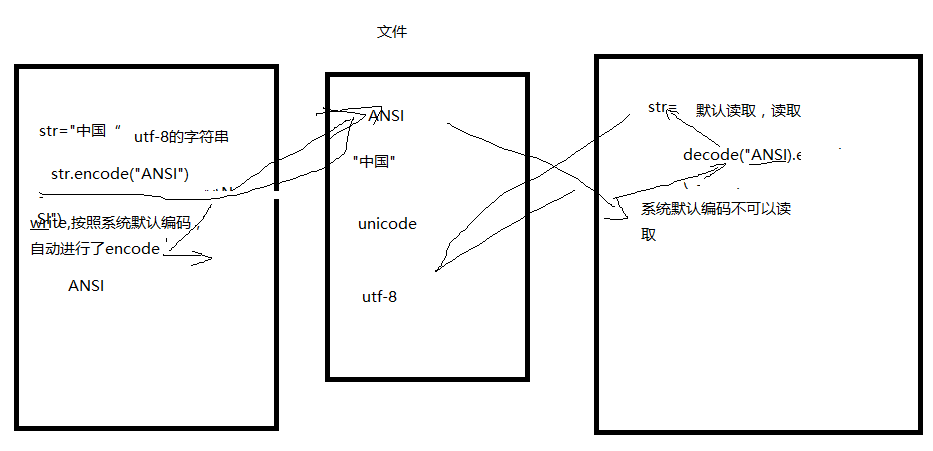 文件
str="中国“ utf-8的字符串
str.encode("ANSI")
write,按照系统默认编码，
自动进行了encode
ANSI
ANSI
"中国"
unicode
utf-8
str= 默认读取，读取
decode("ANSI).e
系统默认编码不可以读
取